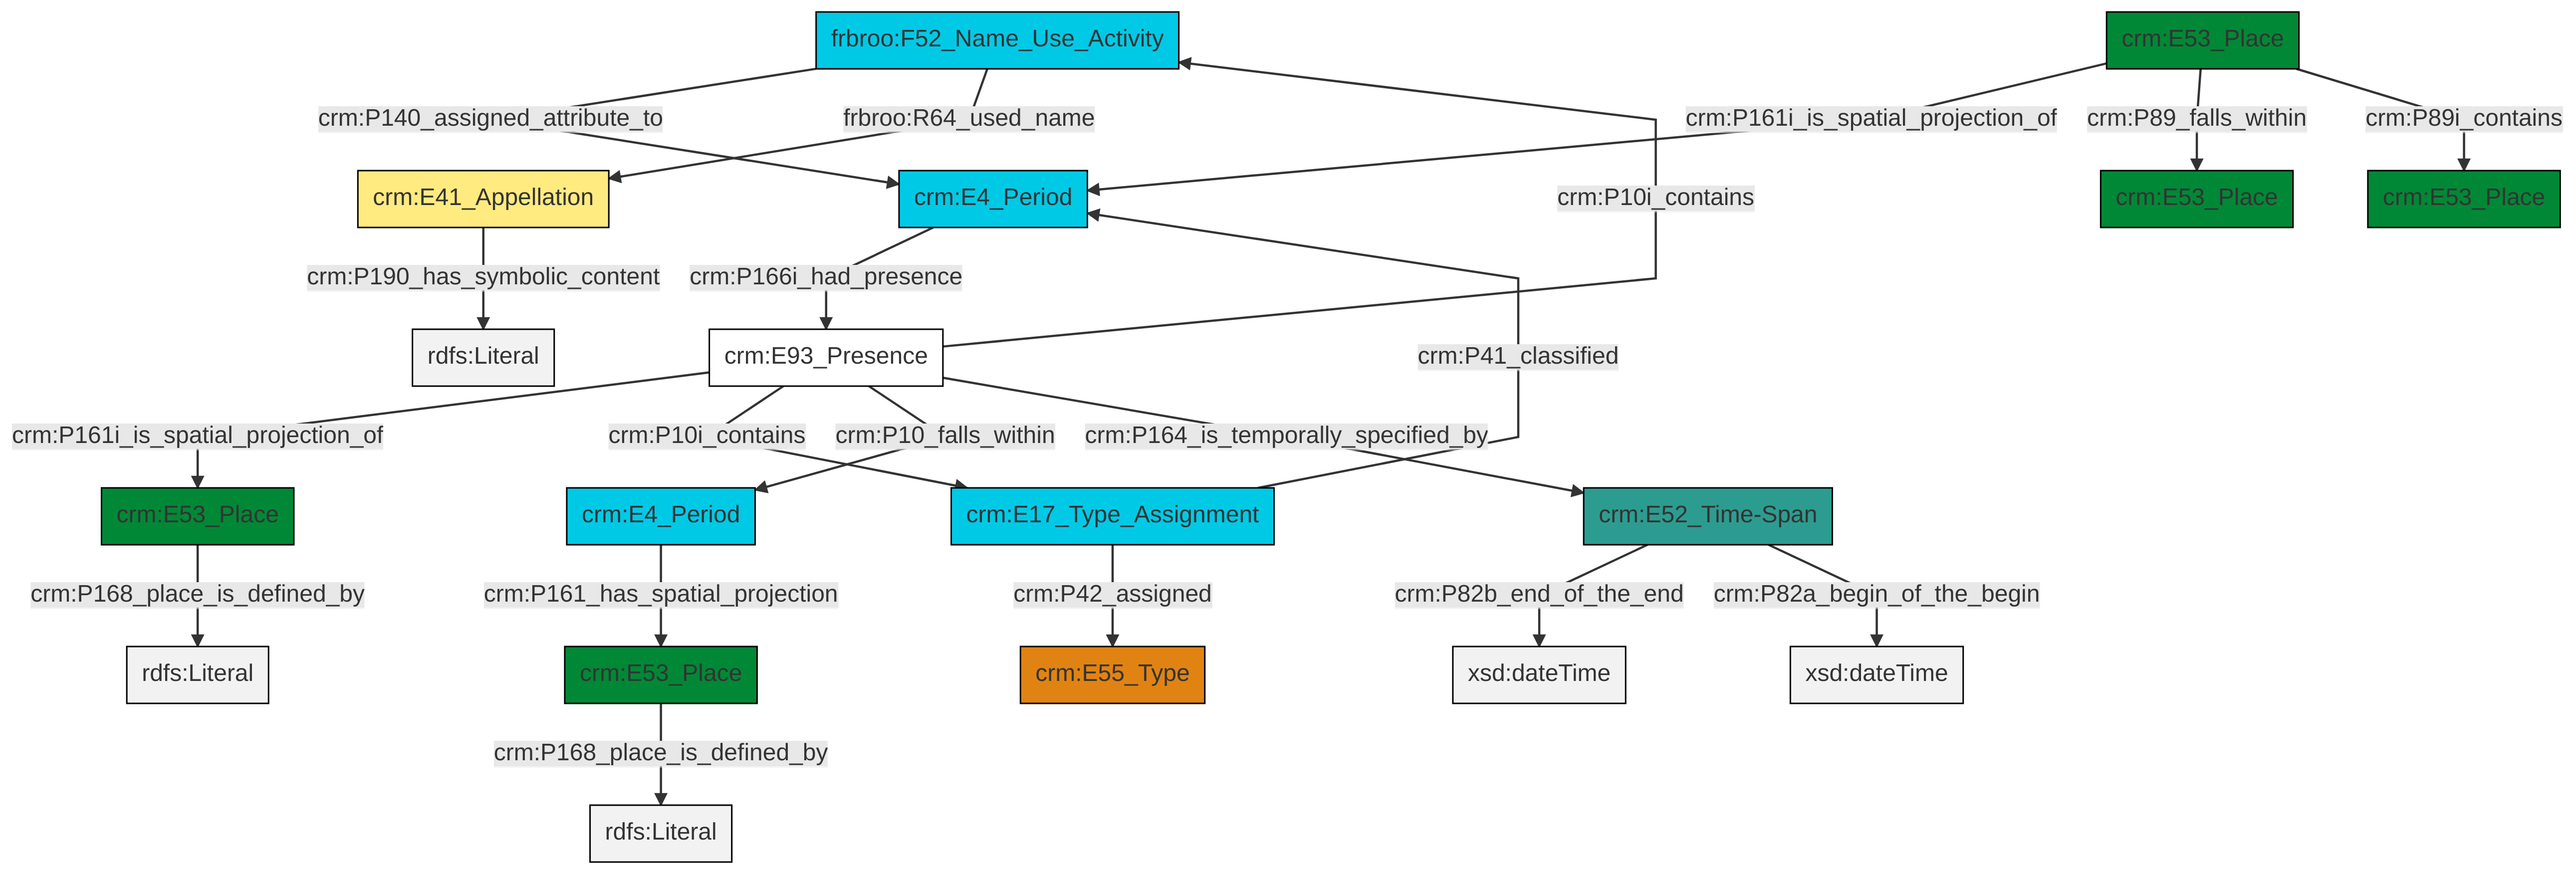 frbroo:F52_Name_Use_Activity
crm:E53_Place
crm:P140_assigned_attribute_to
frbroo:R64_used_name
crm:P161i_is_spatial_projection_of
crm:P89_falls_within
crm:P89i_contains
crm:E41_Appellation
crm:E4_Period
crm:P10i_contains
crm:E53_Place
crm:E53_Place
crm:P190_has_symbolic_content
crm:P166i_had_presence
rdfs:Literal
crm:E93_Presence
crm:P41_classified
crm:P161i_is_spatial_projection_of
crm:P10i_contains
crm:P10_falls_within
crm:P164_is_temporally_specified_by
crm:E53_Place
crm:E4_Period
crm:E17_Type_Assignment
crm:E52_Time-Span
crm:P168_place_is_defined_by
crm:P161_has_spatial_projection
crm:P42_assigned
crm:P82b_end_of_the_end
crm:P82a_begin_of_the_begin
rdfs:Literal
crm:E53_Place
crm:E55_Type
xsd:dateTime
xsd:dateTime
crm:P168_place_is_defined_by
rdfs:Literal